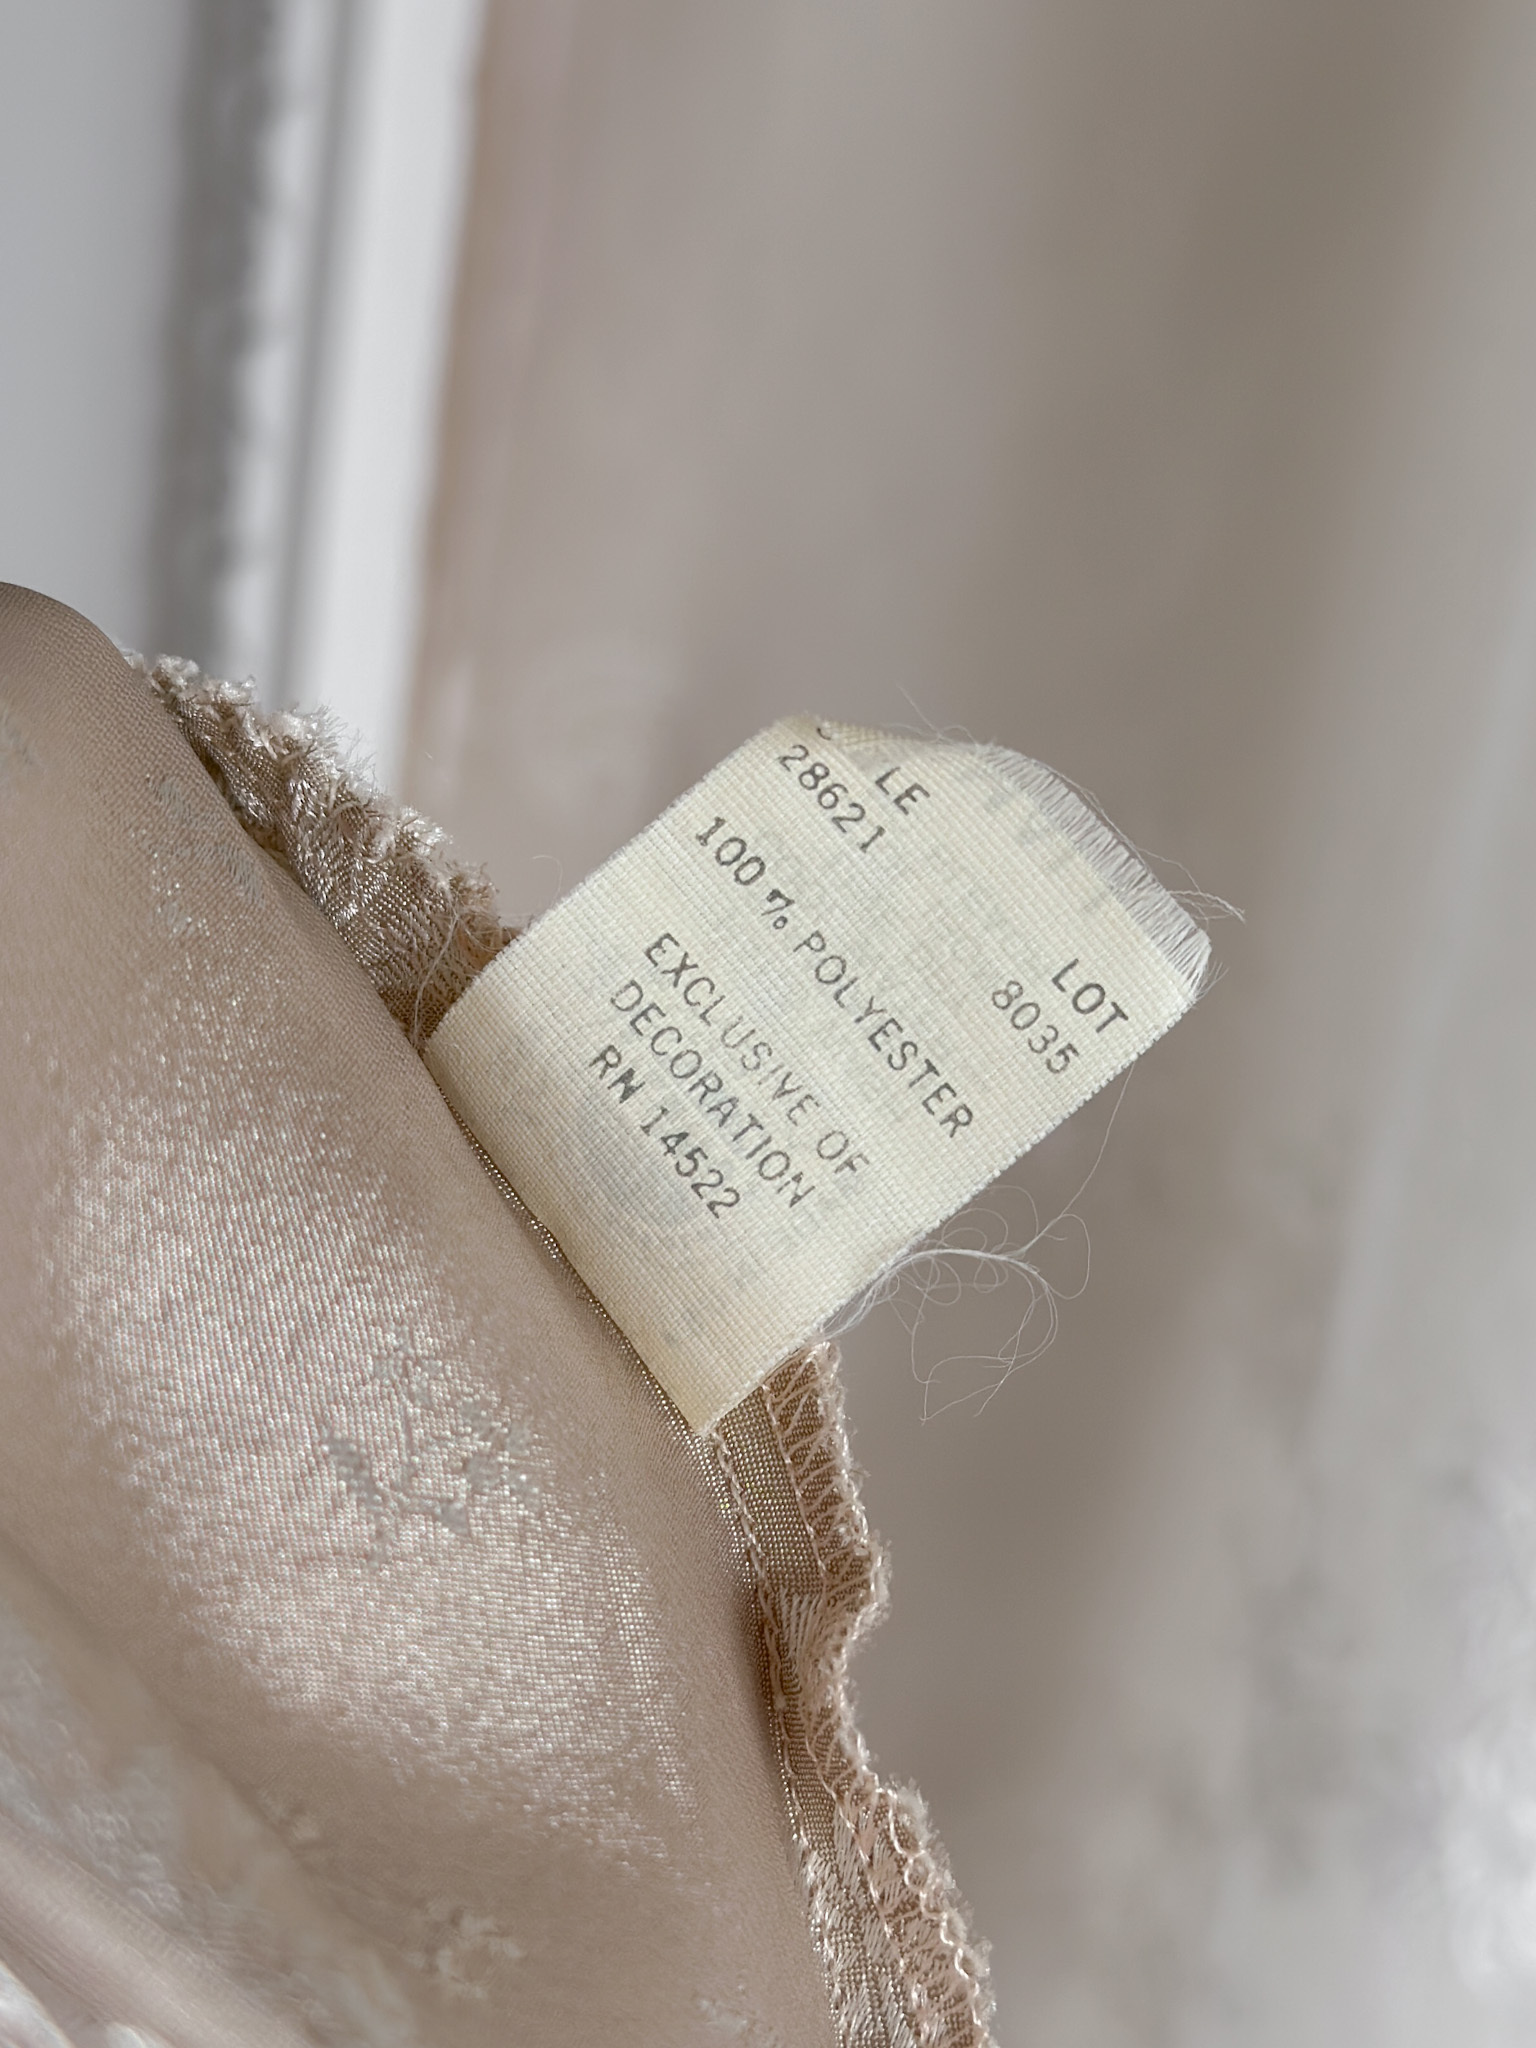 LE LOT
28621 8035
100% POLYESTER
EXCLUSIVE OF
DECORATION
RN 14522